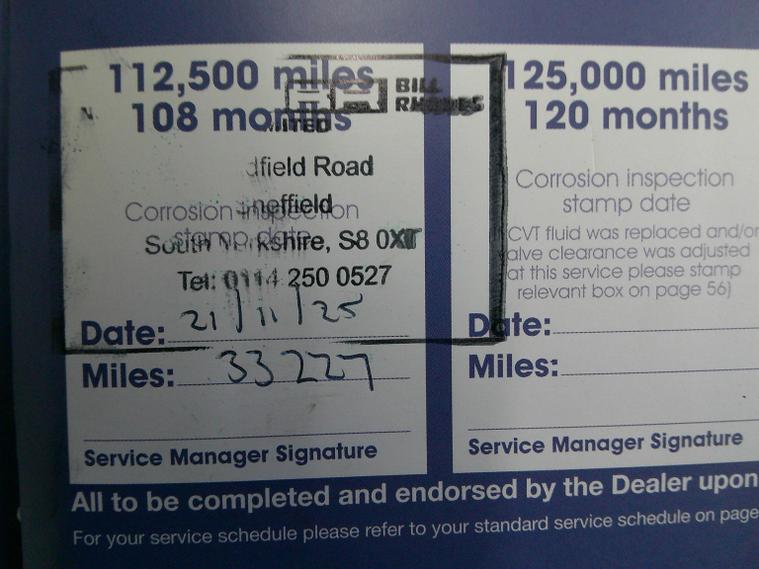 112,500 miles
108 months
BILL
RHODES
MITED
dfield Road
Sheffield
Corrosion inspection
stamp date
South Yorkshire, S8 0XT
Tel: 0114 250 0527
Date: 21/11/25
Miles: 33227
Service Manager Signature
125,000 miles
120 months
Corrosion inspection
stamp date
CVT fluid was replaced and/or
alve clearance was adjusted
at this service please stamp
relevant box on page 56)
Date:
Miles:
Service Manager Signature
All to be completed and endorsed by the Dealer upon
For your service schedule please refer to your standard service schedule on page